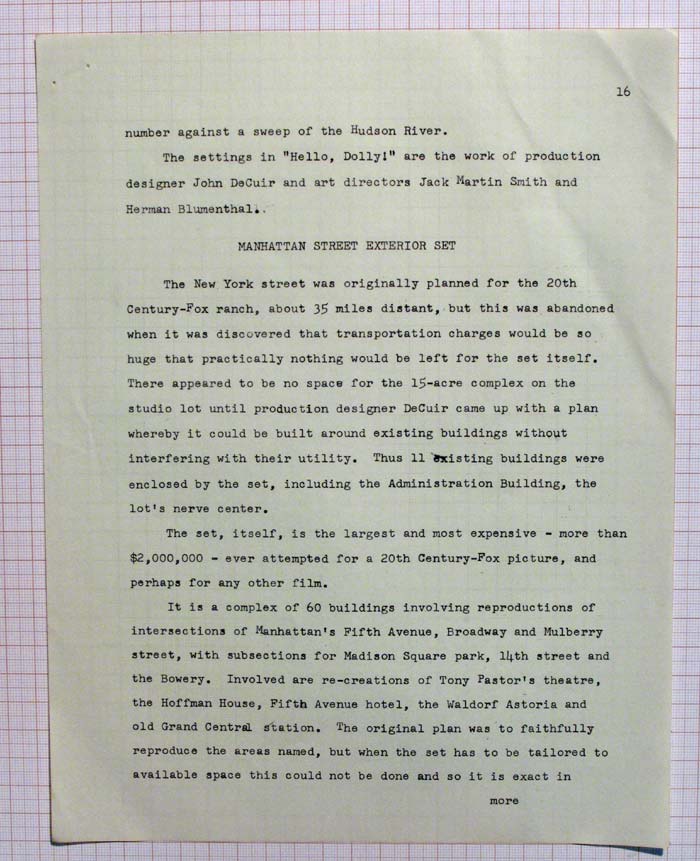 16
number against a sweep of the Hudson River.
The settings in "Hello, Dolly!" are the work of production
designer John DeCuir and art directors Jack Martin Smith and
Herman Blumenthal.
MANHATTAN STREET EXTERIOR SET
The New York street was originally planned for the 20th
Century-Fox ranch, about 35 miles distant, but this was abandoned
when it was discovered that transportation charges would be so
huge that practically nothing would be left for the set itself.
There appeared to be no space for the 15-acre complex on the
studio lot until production designer DeCuir came up with a plan
whereby it could be built around existing buildings without
interfering with their utility. Thus 11 existing buildings were
enclosed by the set, including the Administration Building, the
lot's nerve center.
The set, itself, is the largest and most expensive - more than
$2,000,000 - ever attempted for a 20th Century-Fox picture, and
perhaps for any other film.
It is a complex of 60 buildings involving reproductions of
intersections of Manhattan's Fifth Avenue, Broadway and Mulberry
street, with subsections for Madison Square park, 14th street and
the Bowery. Involved are re-creations of Tony Pastor's theatre,
the Hoffman House, Fifth Avenue hotel, the Waldorf Astoria and
old Grand Central station. The original plan was to faithfully
reproduce the areas named, but when the set has to be tailored to
available space this could not be done and so it is exact in
more